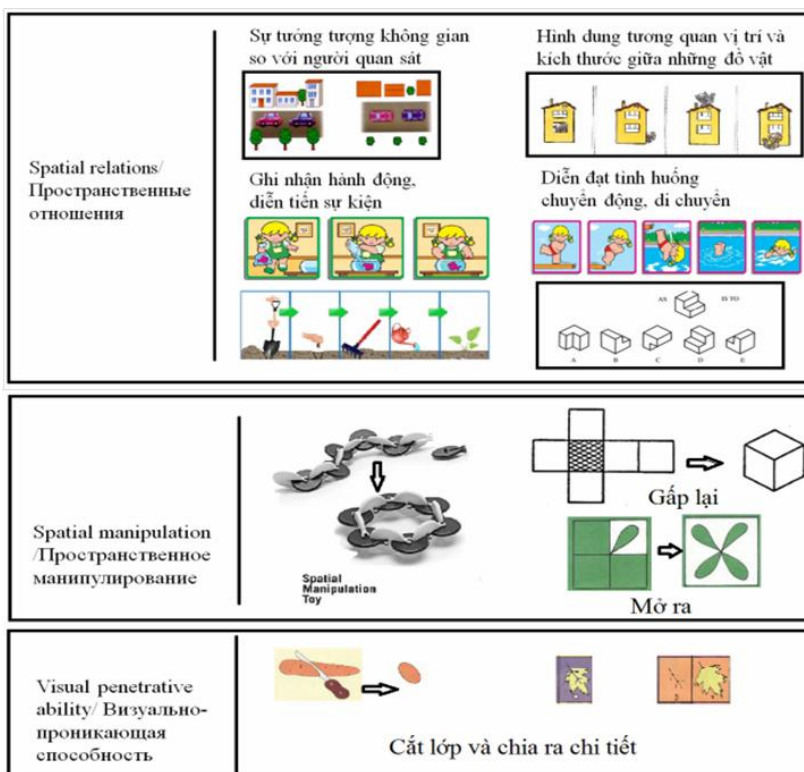 Spatial relations/
Пространственные
отношения
Sự tưởng tượng không gian
so với người quan sát
Hình dung tương quan vị trí và
kích thước giữa những đồ vật
Ghi nhận hành động,
diễn tiến sự kiện
Diễn đạt tình huống
chuyển động, di chuyển
AS IS TO
A B C D E
Spatial manipulation
/Пространственное
манипулирование
Spatial
Manipulation
Toy
Gấp lại
Mở ra
Visual penetrative
ability/ Визуально-
проникающая
способность
Cắt lớp và chia ra chi tiết